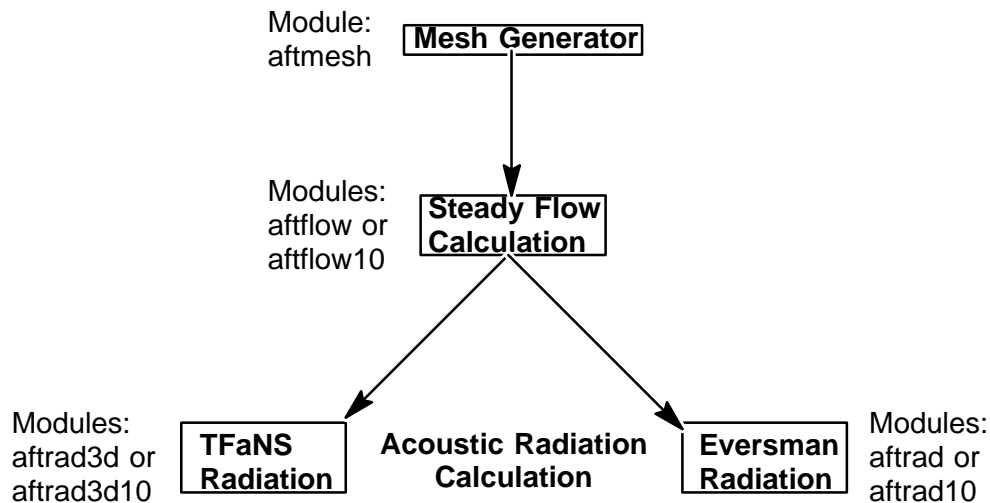 Module:
aftmesh
Mesh Generator
Modules:
aftflow or
aftflow10
Steady Flow
Calculation
Modules:
aftrad3d or
aftrad3d10
TFaNS
Radiation
Acoustic Radiation
Calculation
Eversman
Radiation
Modules:
aftrad or
aftrad10